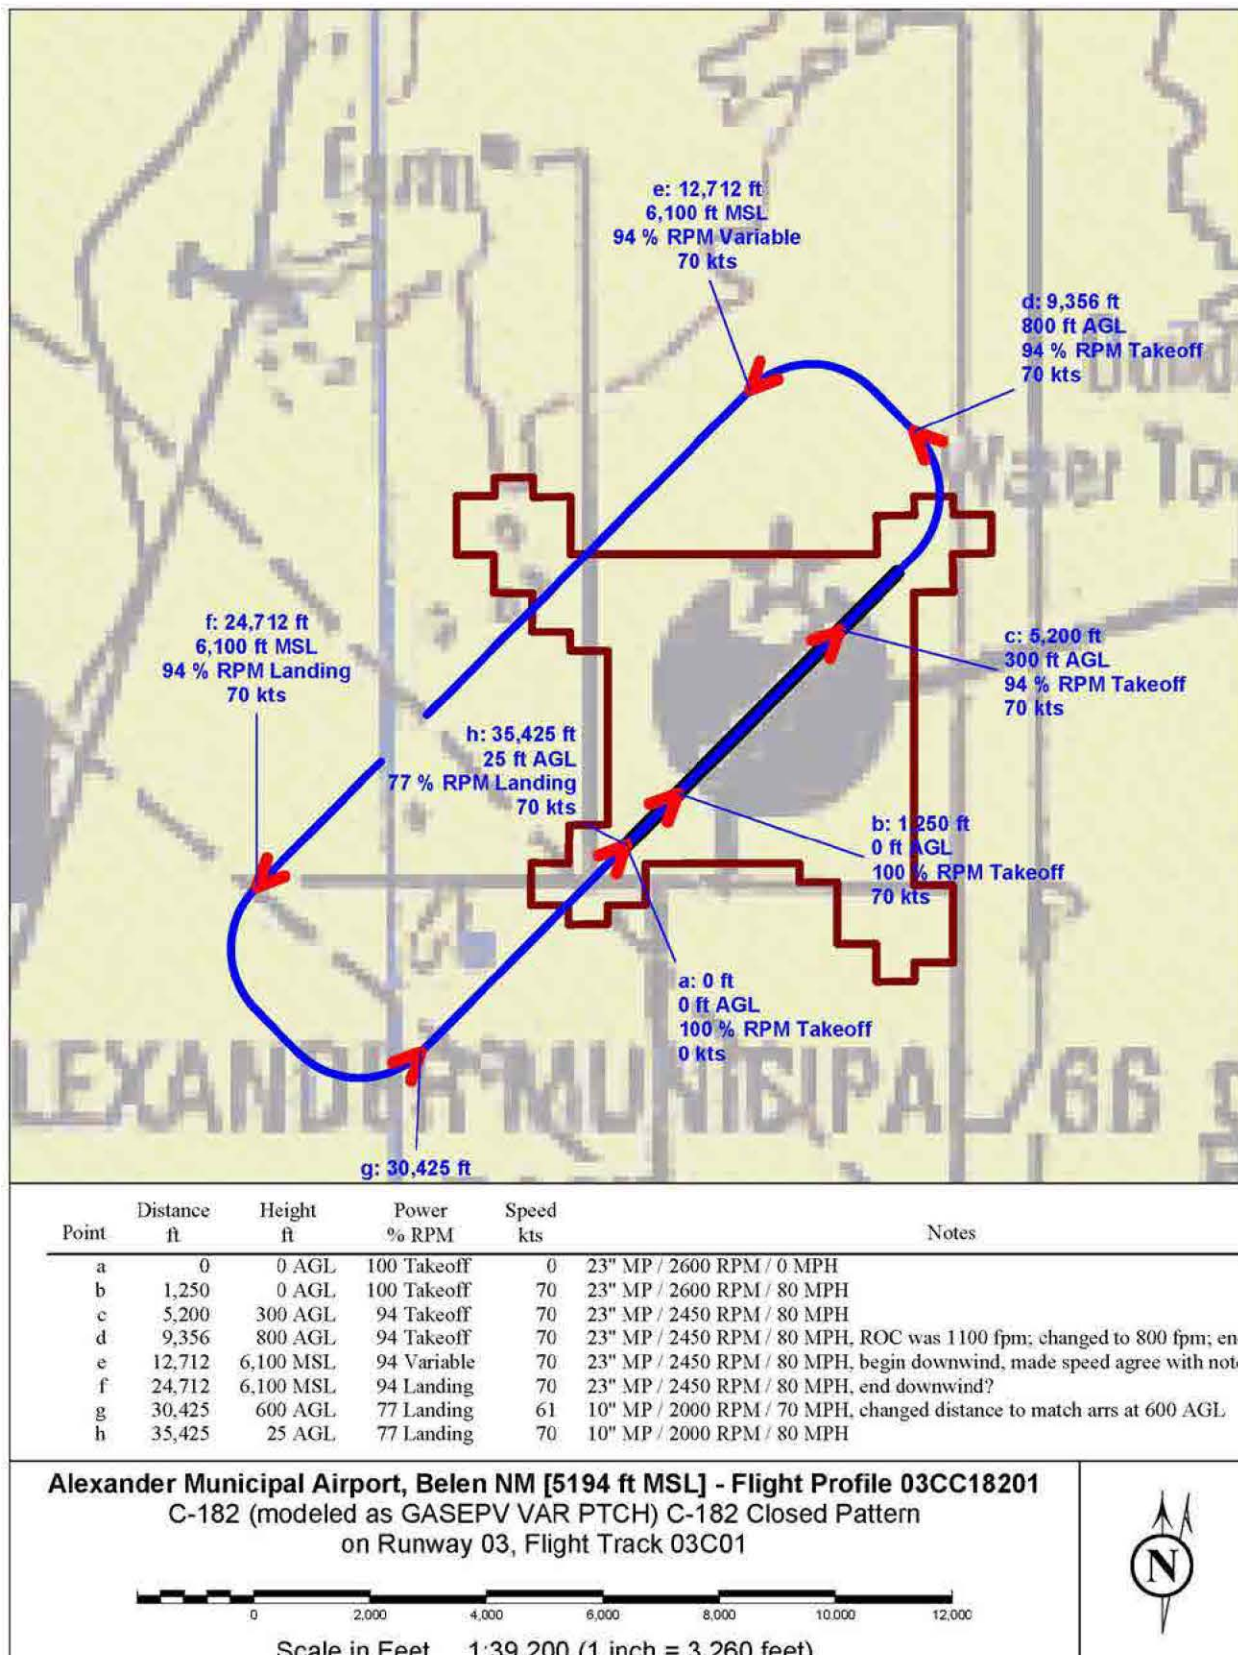 e: 12,712 ft
6,100 ft MSL
94 % RPM Variable
70 kts
d: 9,356 ft
800 ft AGL
94 % RPM Takeoff
70 kts
Water To
f: 24,712 ft
6,100 ft MSL
94 % RPM Landing
70 kts
c: 5,200 ft
300 ft AGL
94 % RPM Takeoff
70 kts
h: 35,425 ft
25 ft AGL
77 % RPM Landing
70 kts
b: 1,250 ft
0 ft AGL
100 % RPM Takeoff
70 kts
a: 0 ft
0 ft AGL
100 % RPM Takeoff
0 kts
LEXANDER MUNICIPAL 66
g: 30,425 ft
Point Distance ft Height ft Power % RPM Speed kts Notes
a 0 0 AGL 100 Takeoff 0 23" MP / 2600 RPM / 0 MPH
b 1,250 0 AGL 100 Takeoff 70 23" MP / 2600 RPM / 80 MPH
c 5,200 300 AGL 94 Takeoff 70 23" MP / 2450 RPM / 80 MPH
d 9,356 800 AGL 94 Takeoff 70 23" MP / 2450 RPM / 80 MPH, ROC was 1100 fpm; changed to 800 fpm; en
e 12,712 6,100 MSL 94 Variable 70 23" MP / 2450 RPM / 80 MPH, begin downwind, made speed agree with note
f 24,712 6,100 MSL 94 Landing 70 23" MP / 2450 RPM / 80 MPH, end downwind?
g 30,425 600 AGL 77 Landing 61 10" MP / 2000 RPM / 70 MPH, changed distance to match arrs at 600 AGL
h 35,425 25 AGL 77 Landing 70 10" MP / 2000 RPM / 80 MPH
Alexander Municipal Airport, Belen NM [5194 ft MSL] - Flight Profile 03CC18201
C-182 (modeled as GASEPV VAR PTCH) C-182 Closed Pattern
on Runway 03, Flight Track 03C01
N
0 2,000 4,000 6,000 8,000 10,000 12,000
Scale in Feet 1:39,200 (1 inch = 3,260 feet)